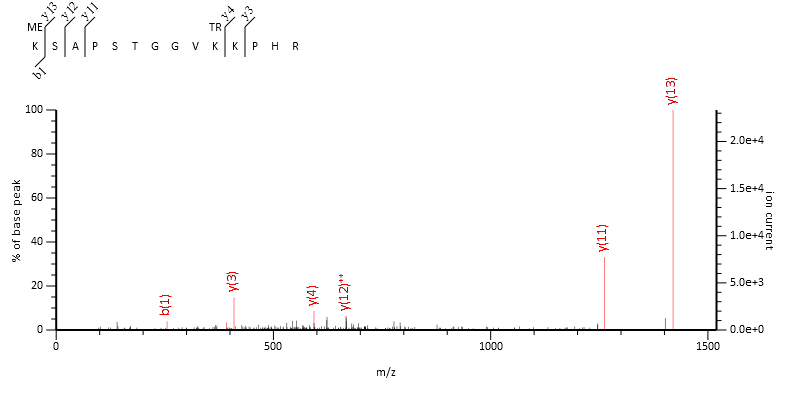 y13 y12 y11 y4 y3
ME TR
K S A P S T G G V K K P H R
b1
100
80
60
40
20
0
% of base peak
2.0e+4
1.5e+4
1.0e+4
5.0e+3
0.0e+0
ion current
b(1)
y(3)
y(4)
y(12)++
y(11)
y(13)
0 500 1000 1500
m/z